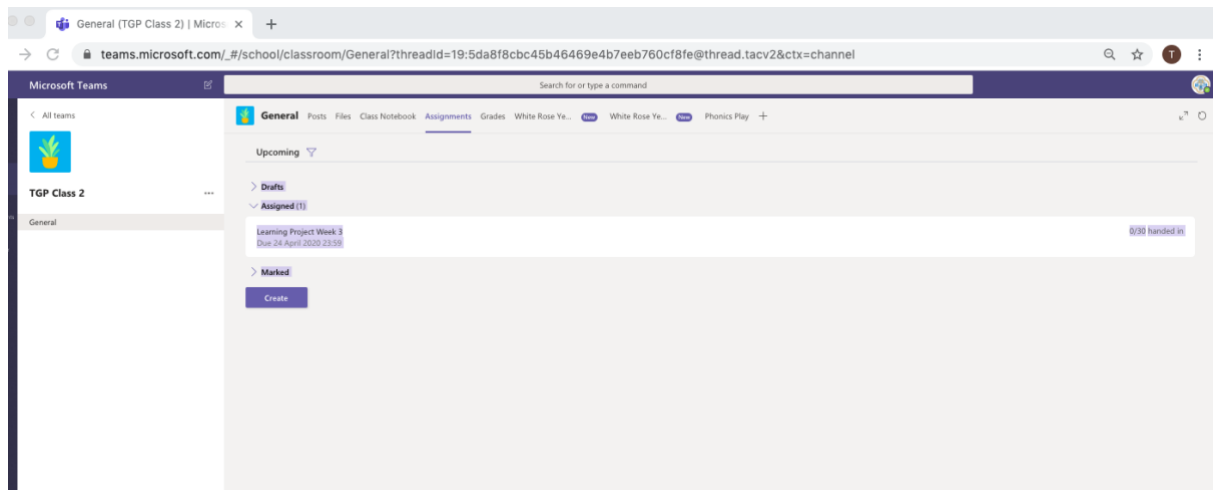 General (TGP Class 2) | Micros
teams.microsoft.com/_#/school/classroom/General?threadId=19:5da8f8cbc45b46469e4b7eeb760cf8fe@thread.tacv2&ctx=channel
T
Microsoft Teams
Search for or type a command
All teams
General Posts Files Class Notebook Assignments Grades White Rose Ye... New White Rose Ye... New Phonics Play
Upcoming
TGP Class 2
Drafts
Assigned (1)
General
Learning Project Week 3
0/30 handed in
Due 24 April 2020 23:59
Marked
Create